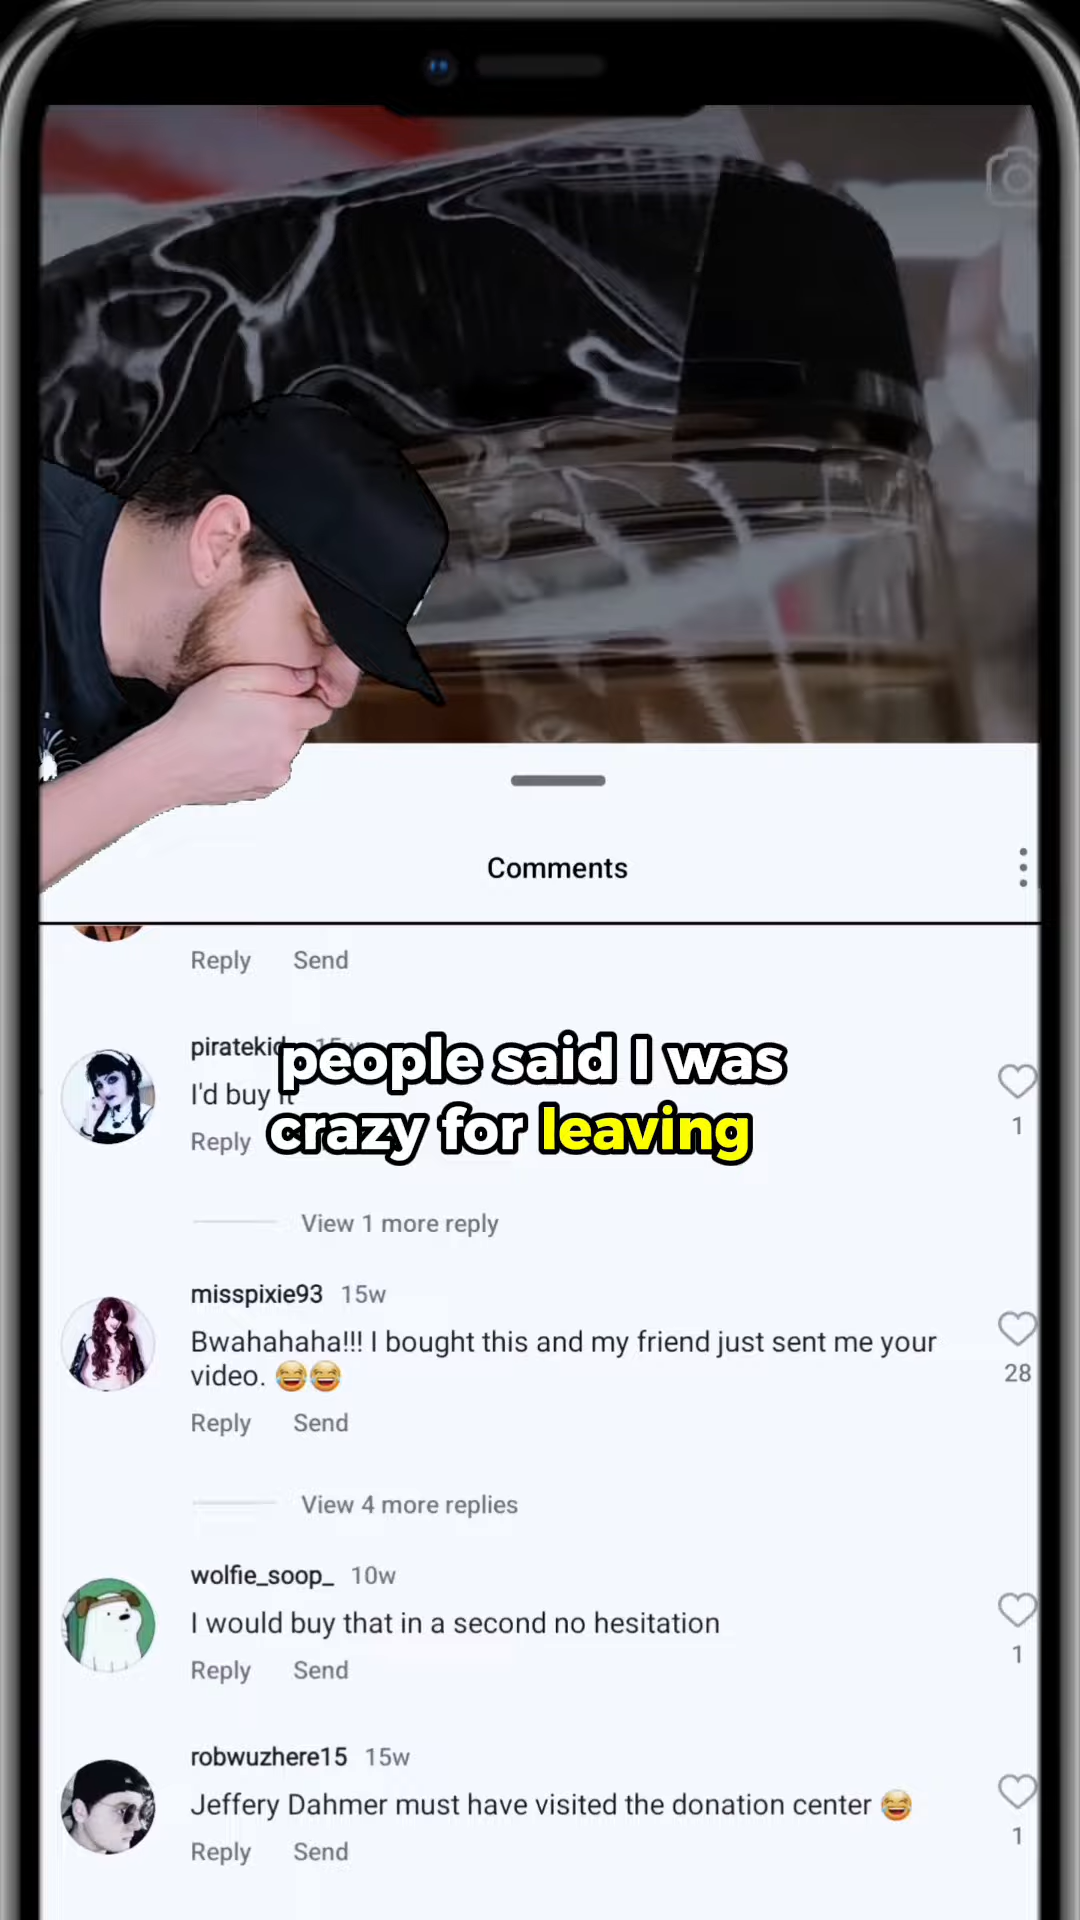 Comments
Reply Send
piratekid
I'd buy it
Reply
people said I was
crazy for leaving
1
View 1 more reply
misspixie93 15w
Bwahahaha!!! I bought this and my friend just sent me your
video. 😂😂
28
Reply Send
View 4 more replies
wolfie_soop_ 10w
I would buy that in a second no hesitation
1
Reply Send
robwuzhere15 15w
Jeffery Dahmer must have visited the donation center 😂
1
Reply Send